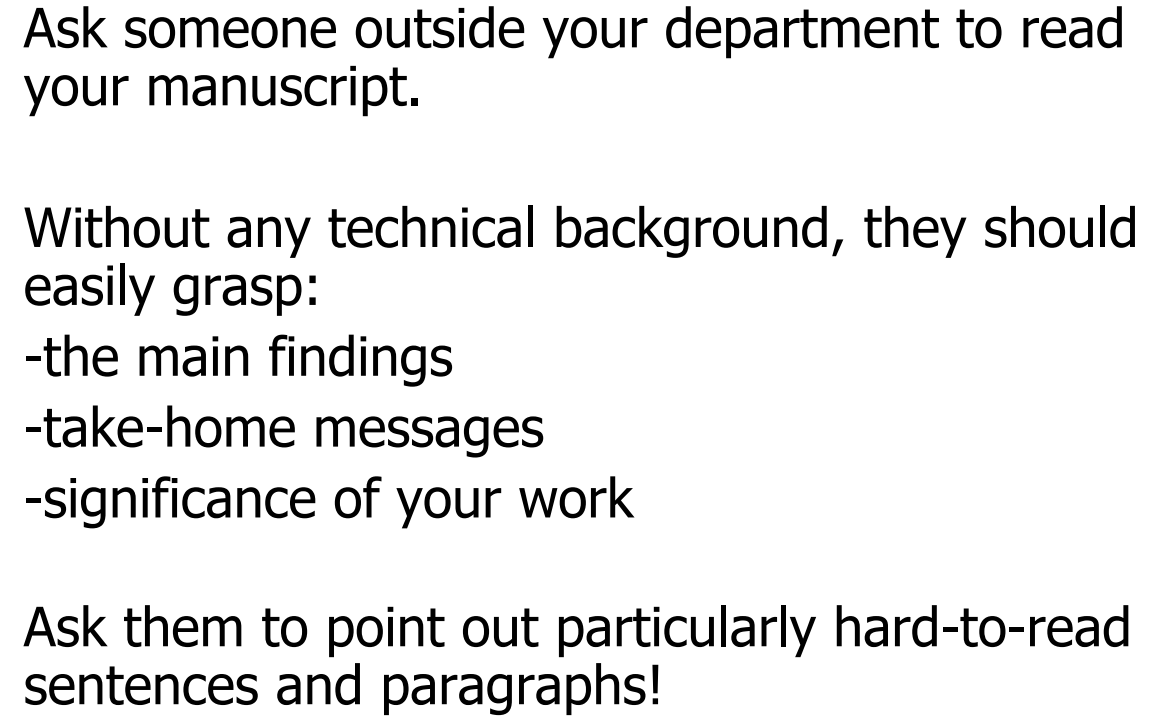 Ask someone outside your department to read
your manuscript.
Without any technical background, they should
easily grasp:
-the main findings
-take-home messages
-significance of your work
Ask them to point out particularly hard-to-read
sentences and paragraphs!